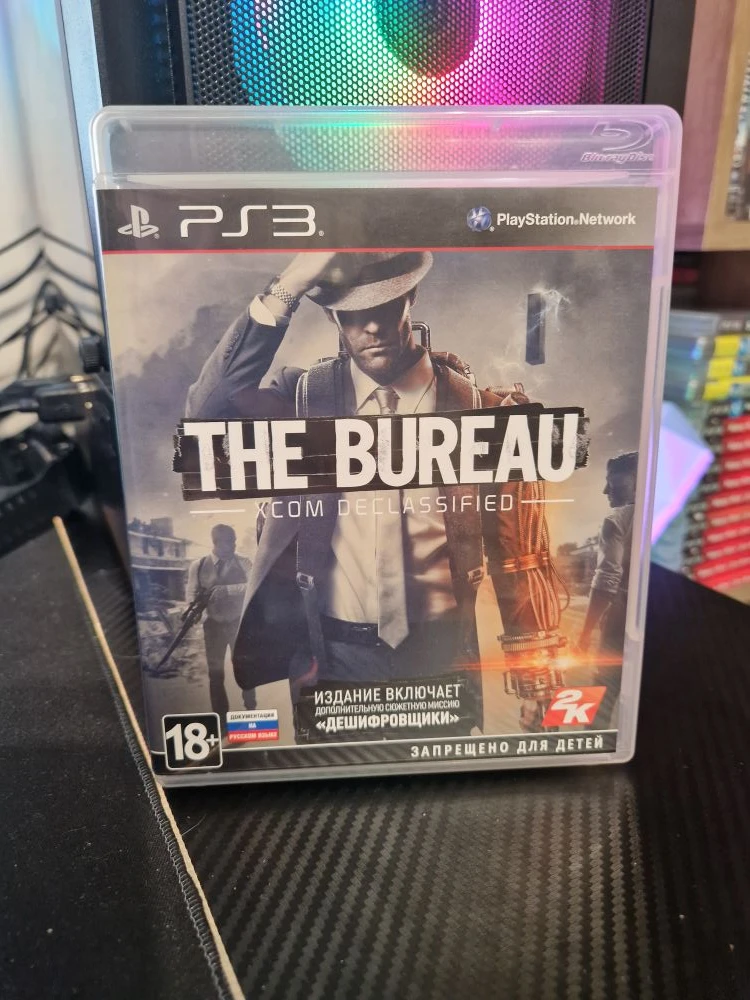 Blu-ray Disc
PS3.
PlayStation®Network
THE BUREAU
XCOM DECLASSIFIED
ИЗДАНИЕ ВКЛЮЧАЕТ
ДОПОЛНИТЕЛЬНУЮ СЮЖЕТНУЮ МИССИЮ
«ДЕШИФРОВЩИКИ»
2K
18+
ДОКУМЕНТАЦИЯ
НА
РУССКОМ ЯЗЫКЕ
ЗАПРЕЩЕНО ДЛЯ ДЕТЕЙ